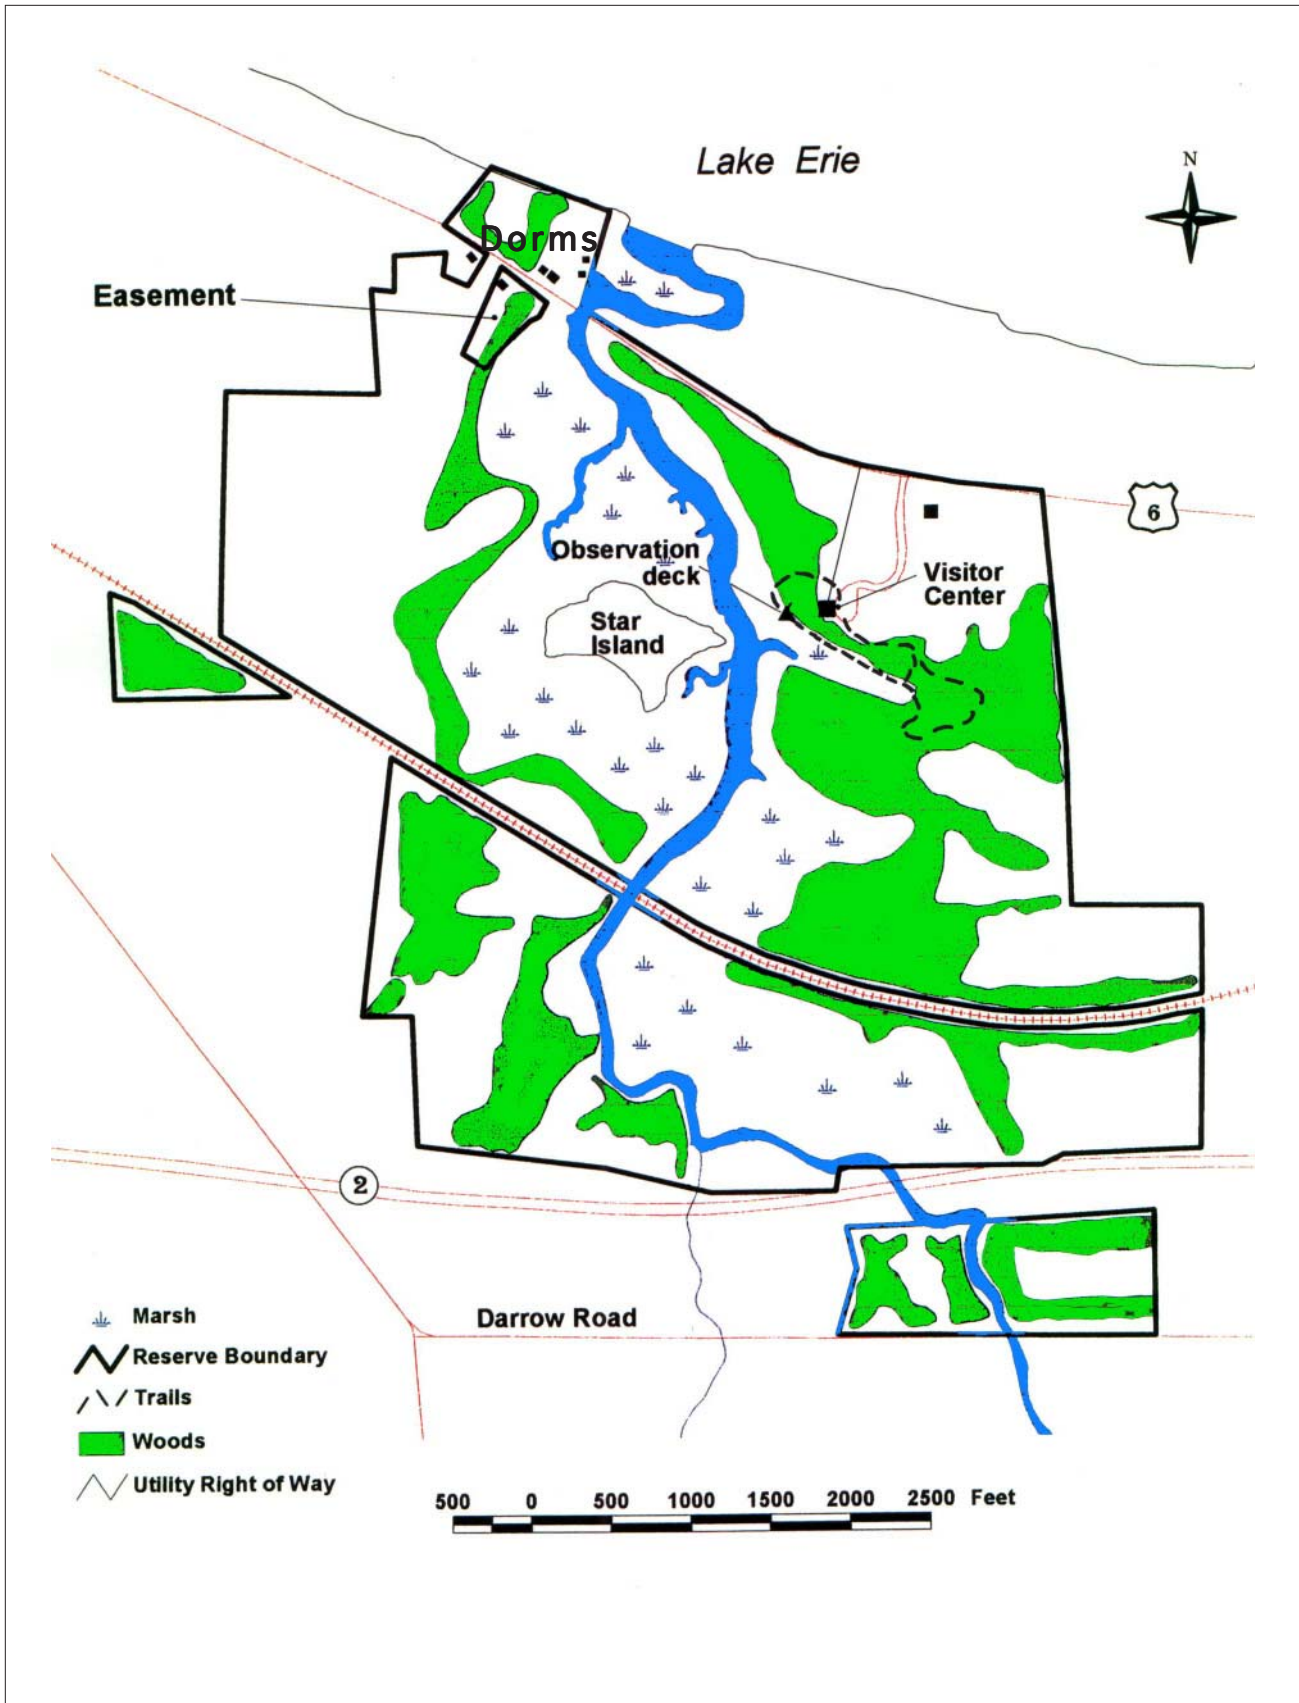 Lake Erie
N
Dorms
Easement
6
Observation
deck
Visitor
Center
Star
Island
2
Darrow Road
Marsh
Reserve Boundary
Trails
Woods
Utility Right of Way
500 0 500 1000 1500 2000 2500 Feet